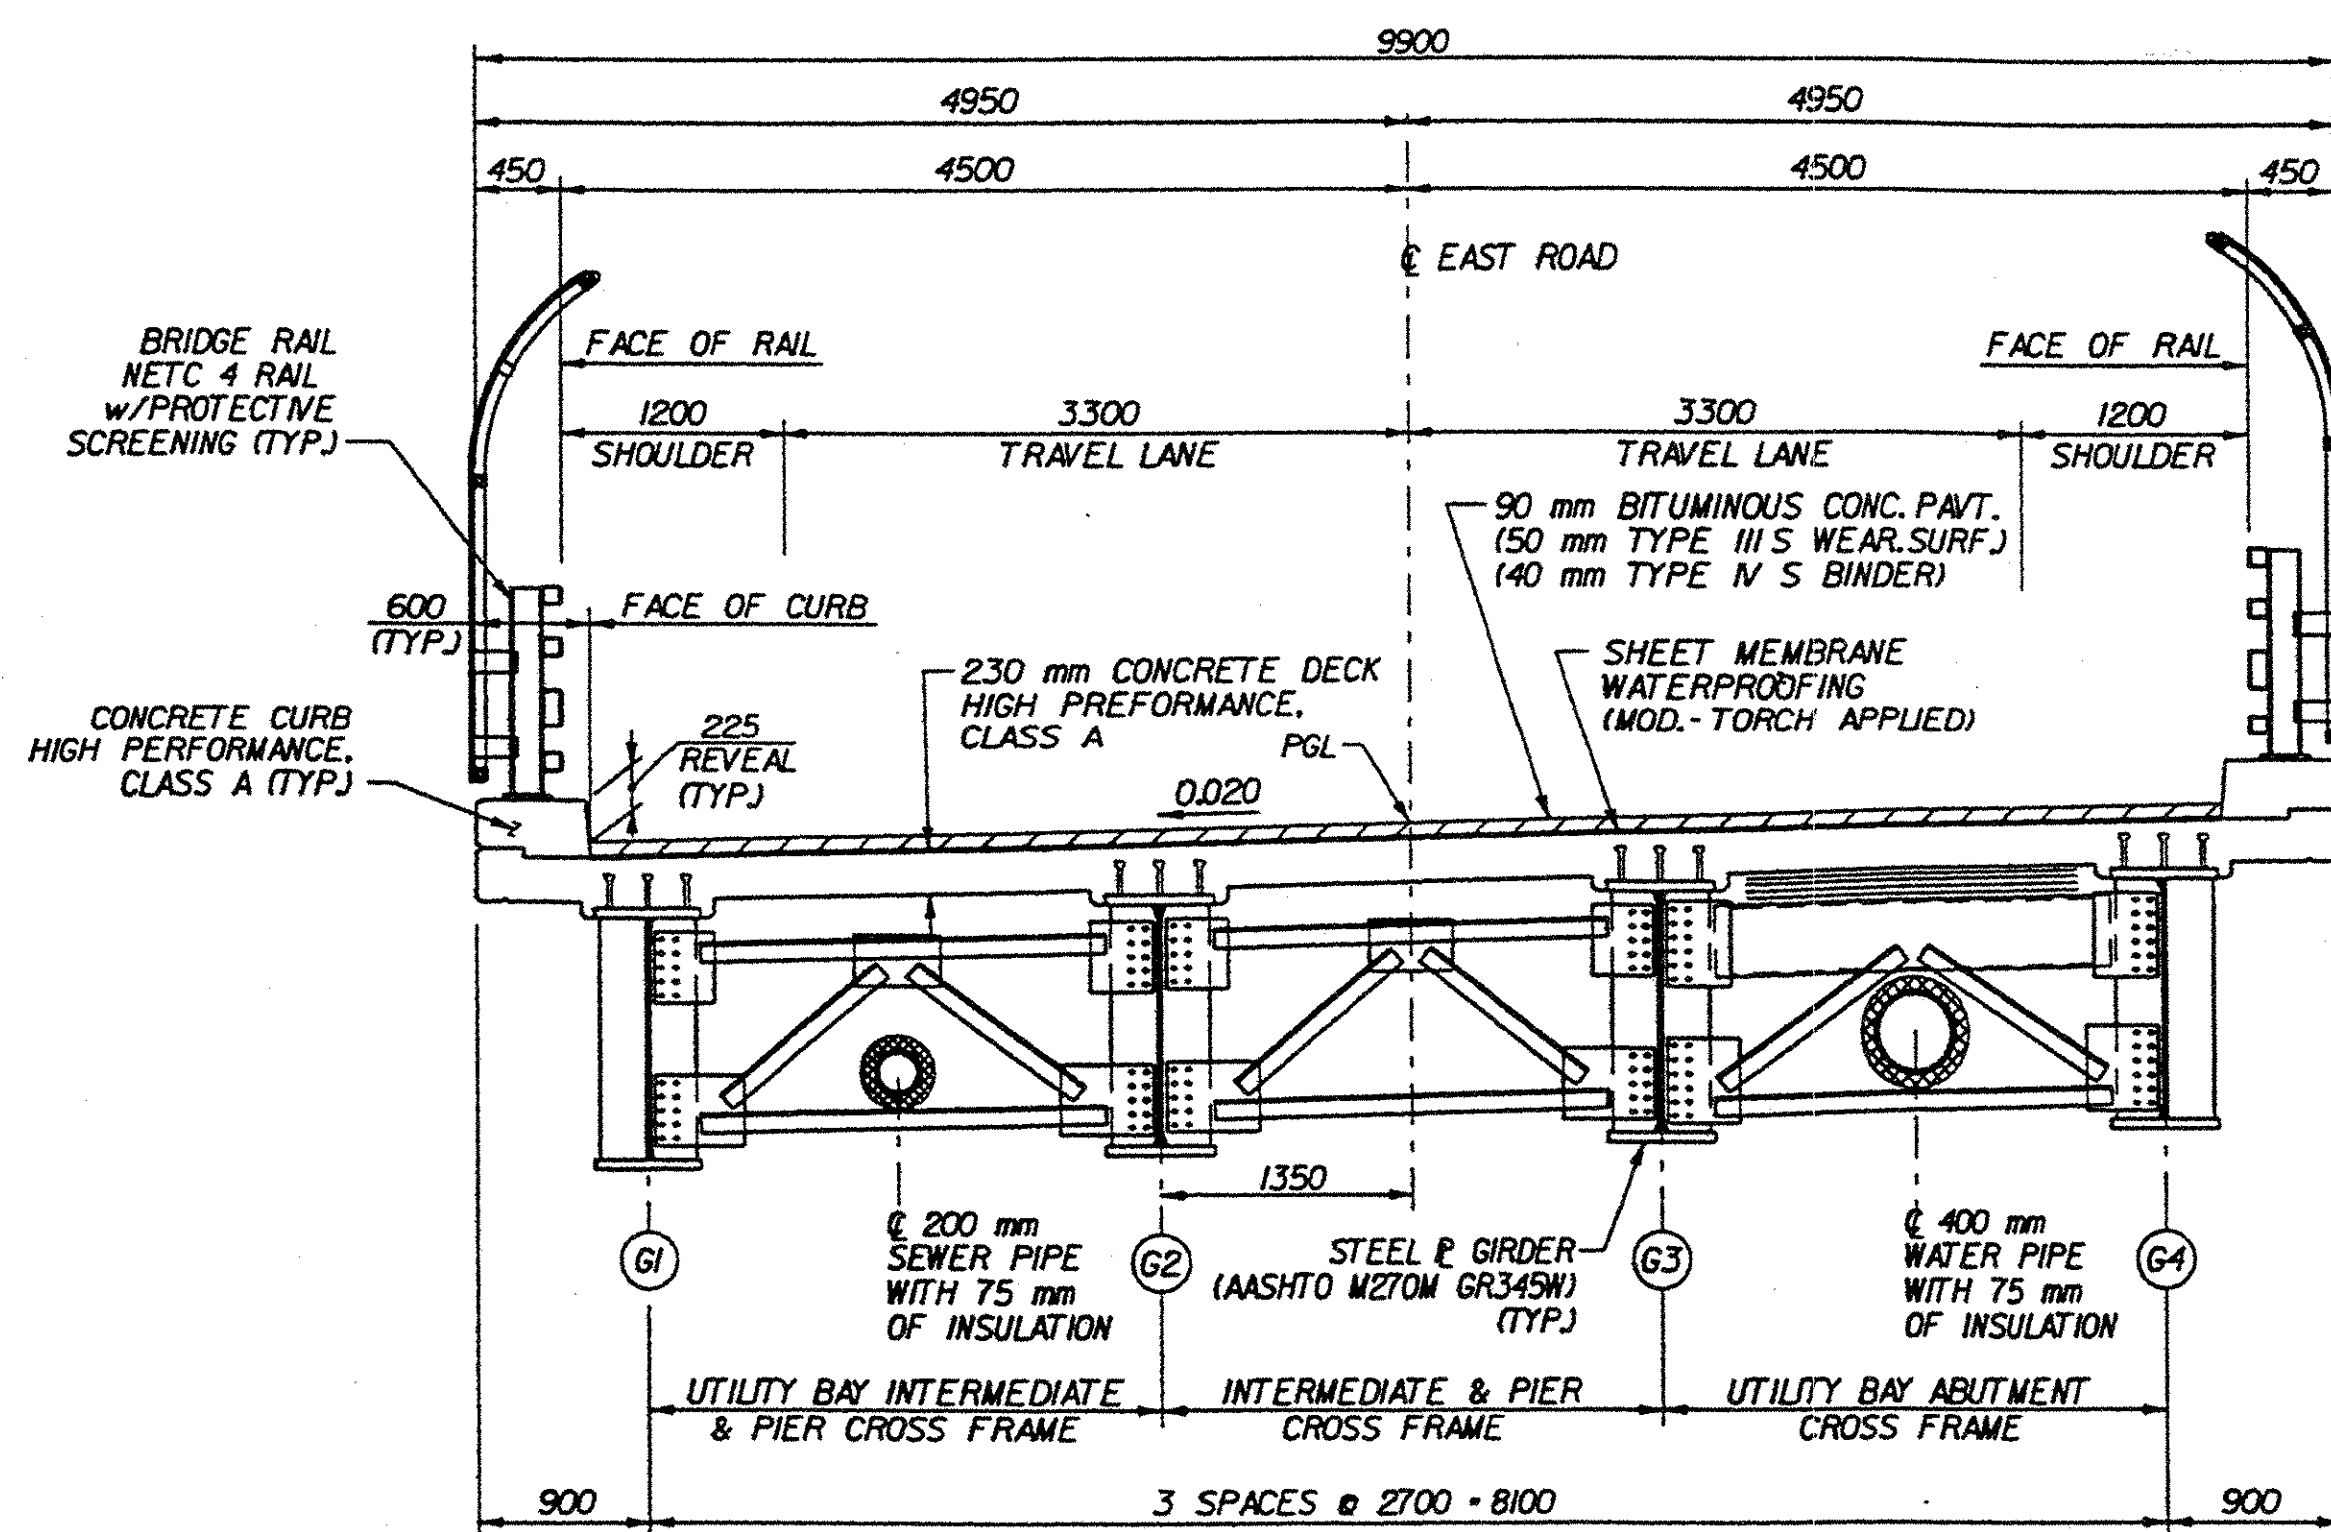 9900
4950 4950
450 4500 4500 450
℄ EAST ROAD
BRIDGE RAIL
NETC 4 RAIL
w/PROTECTIVE
SCREENING (TYP.)
FACE OF RAIL
FACE OF RAIL
1200
SHOULDER
3300
TRAVEL LANE
3300
TRAVEL LANE
1200
SHOULDER
90 mm BITUMINOUS CONC. PAVT.
(50 mm TYPE III S WEAR.SURF.)
(40 mm TYPE IV S BINDER)
600
(TYP.)
FACE OF CURB
230 mm CONCRETE DECK
HIGH PREFORMANCE,
CLASS A
SHEET MEMBRANE
WATERPROOFING
(MOD.- TORCH APPLIED)
CONCRETE CURB
HIGH PERFORMANCE,
CLASS A (TYP.)
225
REVEAL
(TYP.)
PGL
0.020
1350
℄ 200 mm
SEWER PIPE
WITH 75 mm
OF INSULATION
STEEL ℙ GIRDER
(AASHTO M270M GR345W)
(TYP.)
℄ 400 mm
WATER PIPE
WITH 75 mm
OF INSULATION
G1 G2 G3 G4
UTILITY BAY INTERMEDIATE
& PIER CROSS FRAME
INTERMEDIATE & PIER
CROSS FRAME
UTILITY BAY ABUTMENT
CROSS FRAME
900 3 SPACES @ 2700 = 8100 900